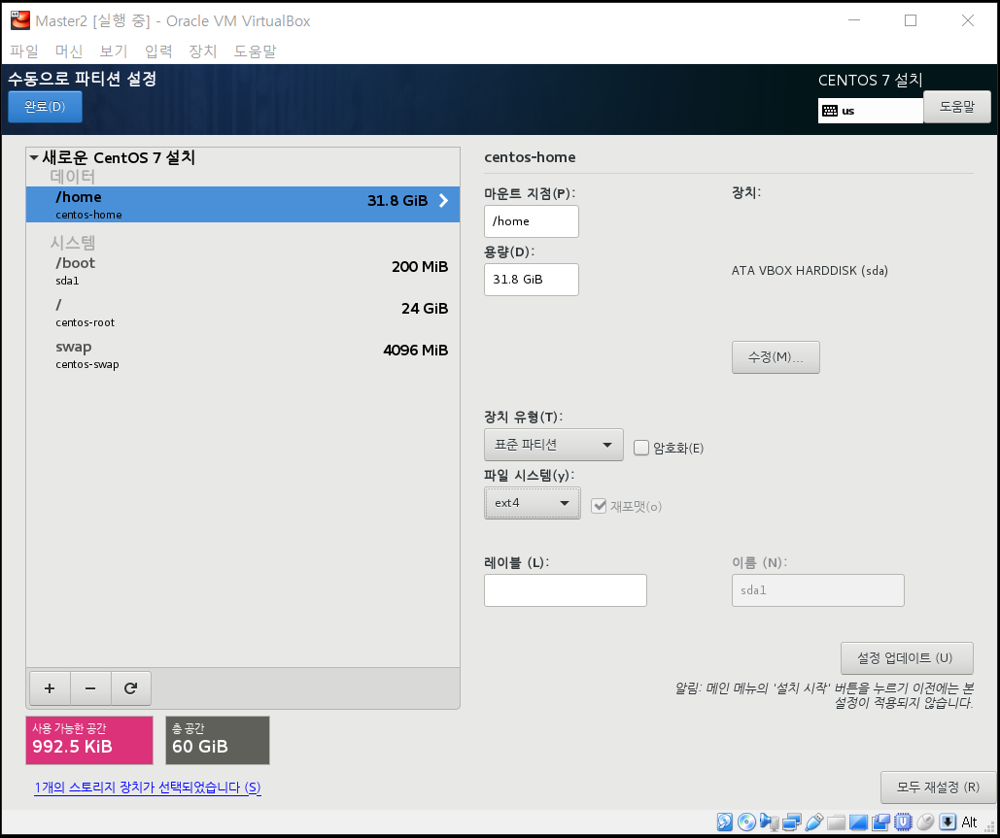 Master2 [실행 중] - Oracle VM VirtualBox
파일 머신 보기 입력 장치 도움말
수동으로 파티션 설정
CENTOS 7 설치
완료(D)
us
도움말
새로운 CentOS 7 설치
데이터
/home
31.8 GiB
centos-home
시스템
/boot
200 MiB
sda1
/
24 GiB
centos-root
swap
4096 MiB
centos-swap
+ −
사용 가능한 공간
992.5 KiB
총 공간
60 GiB
1개의 스토리지 장치가 선택되었습니다 (S)
centos-home
마운트 지점(P):
/home
용량(D):
31.8 GiB
장치:
ATA VBOX HARDDISK (sda)
수정(M)...
장치 유형(T):
표준 파티션
암호화(E)
파일 시스템(y):
ext4
재포맷(o)
레이블 (L):
이름 (N):
sda1
설정 업데이트 (U)
알림: 메인 메뉴의 '설치 시작' 버튼을 누르기 이전에는 본
설정이 적용되지 않습니다.
모두 재설정 (R)
Alt